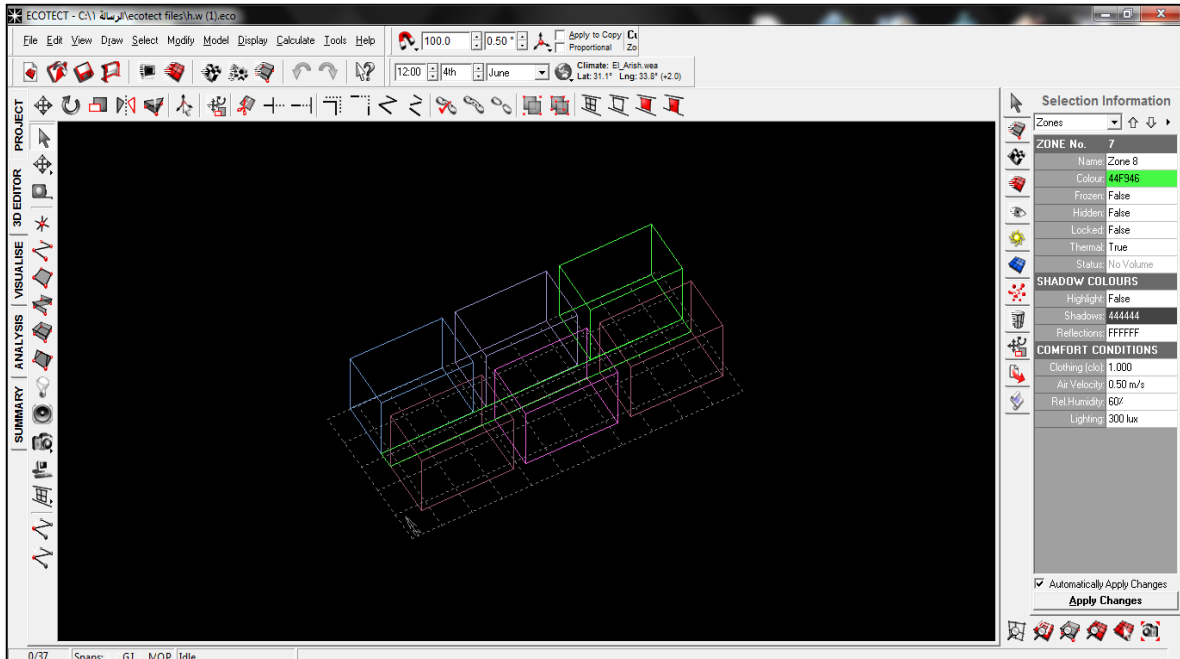 ECOTECT - C:\١ الرسالة\ecotect files\h.w (1).eco
File Edit View Draw Select Modify Model Display Calculate Tools Help
100.0 0.50 °
Apply to Copy
Proportional Zo
12:00 4th June
Climate: El_Arish.wea
Lat: 31.1° Lng: 33.8° (+2.0)
PROJECT
3D EDITOR
VISUALISE
ANALYSIS
SUMMARY
Selection Information
Zones
ZONE No. 7
Name: Zone 8
Colour: 44F946
Frozen: False
Hidden: False
Locked: False
Thermal: True
Status: No Volume
SHADOW COLOURS
Highlight: False
Shadows: 444444
Reflections: FFFFFF
COMFORT CONDITIONS
Clothing (clo): 1.000
Air Velocity: 0.50 m/s
Rel.Humidity: 60%
Lighting: 300 lux
Automatically Apply Changes
Apply Changes
0/37 Snaps: GI MOP Idle